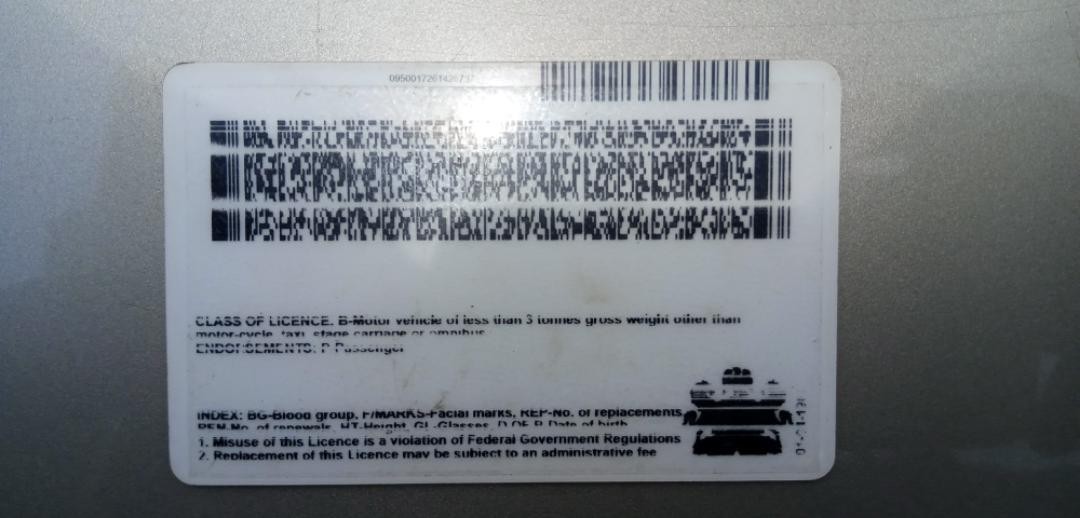 CLASS OF LICENCE. B-Motor vehicle of less than 3 tonnes gross weight other than
motor-cycle, taxi, stage carriage or omnibus
ENDORSEMENTS: P-Passenger
INDEX: BG-Blood group, F/MARKS-Facial marks, REP-No. of replacements,
REN-No. of renewals, HT-Height, GL-Glasses, D OF B-Date of birth
1. Misuse of this Licence is a violation of Federal Government Regulations
2. Replacement of this Licence may be subject to an administrative fee